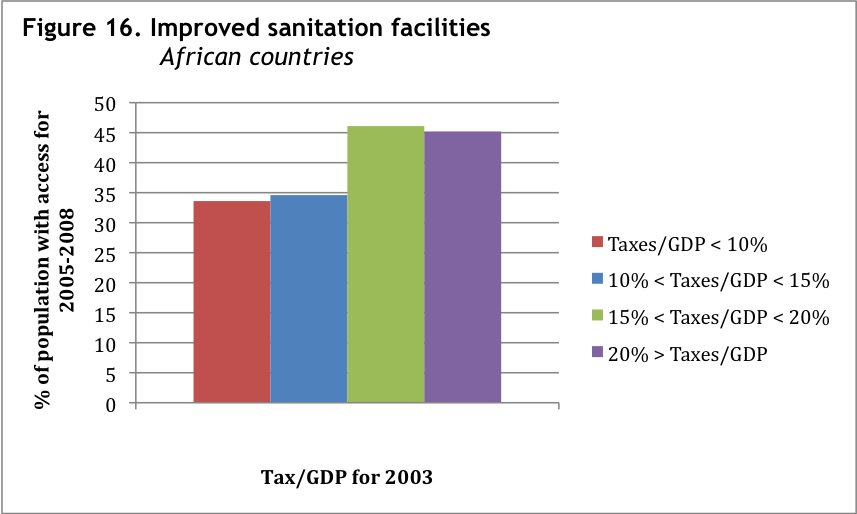 Figure 16. Improved sanitation facilities
African countries
% of population with access for
2005-2008
50
45
40
35
30
25
20
15
10
5
0
Taxes/GDP < 10%
10% < Taxes/GDP < 15%
15% < Taxes/GDP < 20%
20% > Taxes/GDP
Tax/GDP for 2003